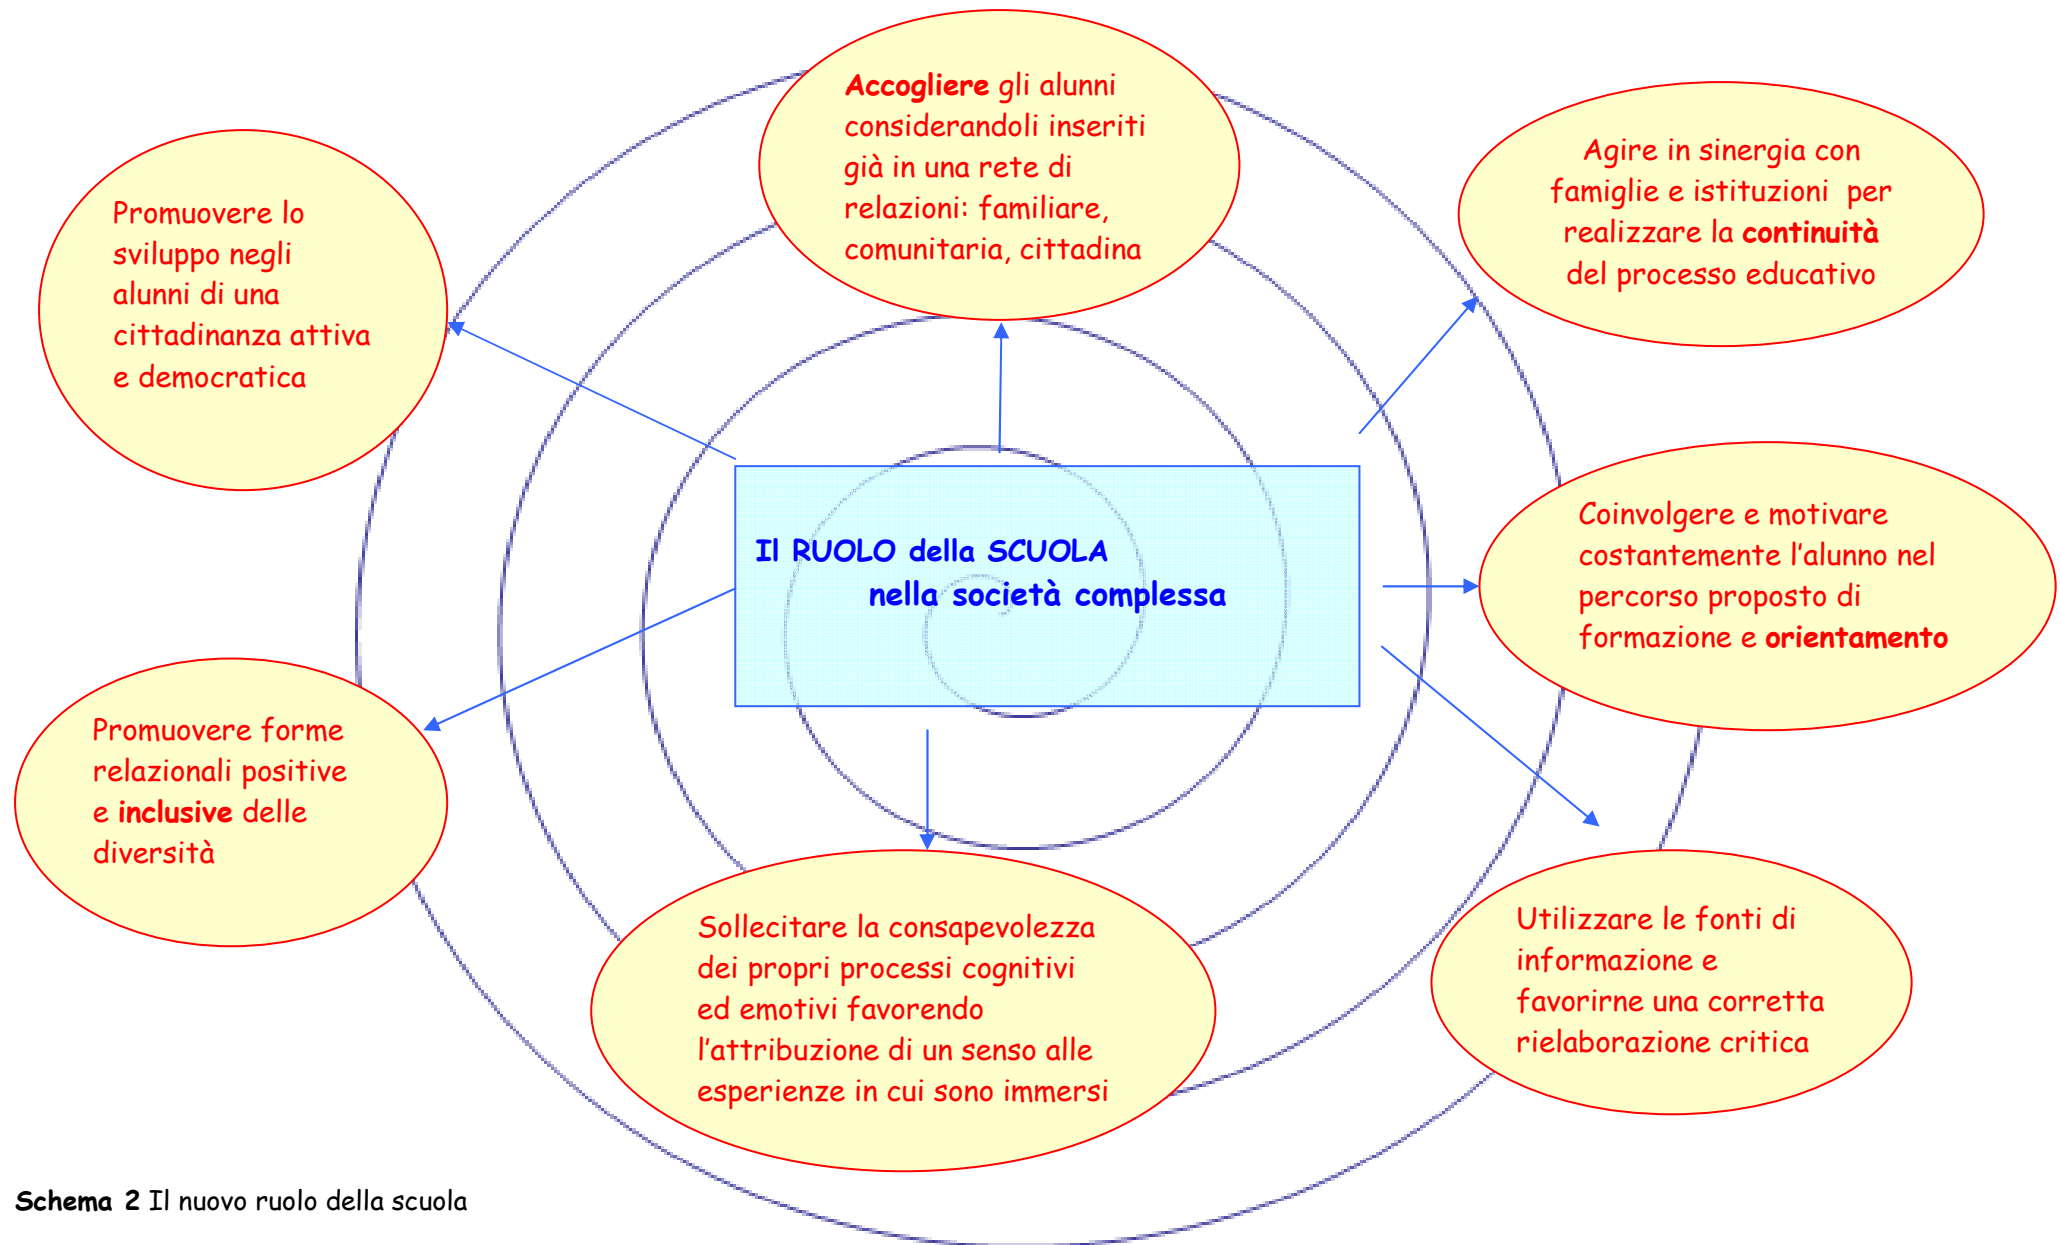 Accogliere gli alunni
considerandoli inseriti
già in una rete di
relazioni: familiare,
comunitaria, cittadina
Agire in sinergia con
famiglie e istituzioni  per
realizzare la continuità
del processo educativo
Promuovere lo
sviluppo negli
alunni di una
cittadinanza attiva
e democratica
Il RUOLO della SCUOLA
nella società complessa
Coinvolgere e motivare
costantemente l'alunno nel
percorso proposto di
formazione e orientamento
Promuovere forme
relazionali positive
e inclusive delle
diversità
Sollecitare la consapevolezza
dei propri processi cognitivi
ed emotivi favorendo
l'attribuzione di un senso alle
esperienze in cui sono immersi
Utilizzare le fonti di
informazione e
favorirne una corretta
rielaborazione critica
Schema 2 Il nuovo ruolo della scuola